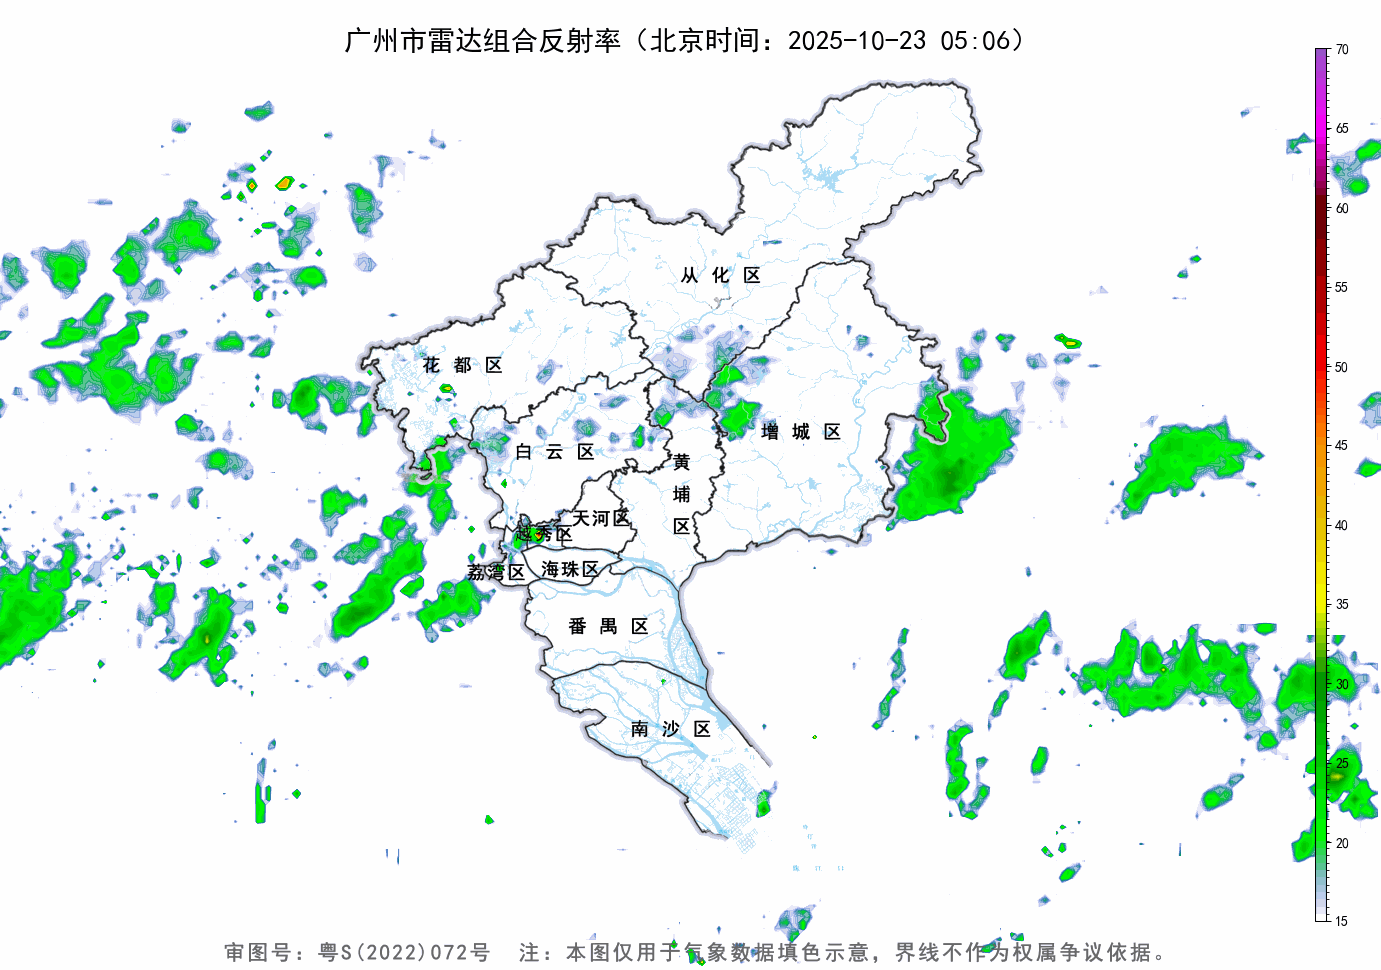 广州市雷达组合反射率（北京时间：2025-10-23 05:06）
70
65
60
55
50
45
40
35
30
25
20
15
从化区
花都区
增城区
白云区
黄埔区
天河区
越秀区
荔湾区
海珠区
番禺区
南沙区
审图号：粤S(2022)072号 注：本图仅用于气象数据填色示意，界线不作为权属争议依据。